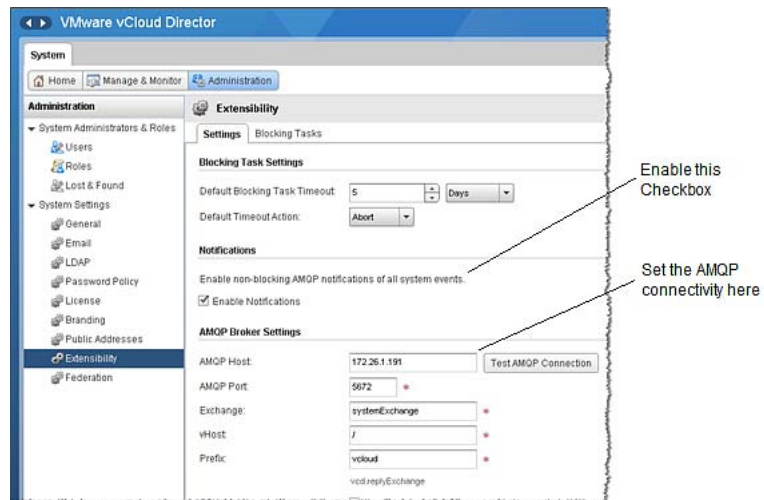 VMware vCloud Director
System
Home
Manage & Monitor
Administration
Administration
System Administrators & Roles
Users
Roles
Lost & Found
System Settings
General
Email
LDAP
Password Policy
License
Branding
Public Addresses
Extensibility
Federation
Extensibility
Settings
Blocking Tasks
Blocking Task Settings
Default Blocking Task Timeout: 5 Days
Default Timeout Action: Abort
Notifications
Enable non-blocking AMQP notifications of all system events.
Enable Notifications
AMQP Broker Settings
AMQP Host: 172.26.1.191 Test AMQP Connection
AMQP Port: 5672 *
Exchange: systemExchange *
vHost: / *
Prefix: vcloud *
vcd.replyExchange
Enable this
Checkbox
Set the AMQP
connectivity here